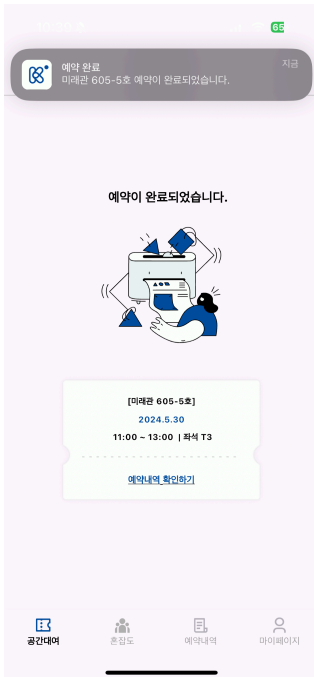 65
예약 완료
지금
미래관 605-5호 예약이 완료되었습니다.
예약이 완료되었습니다.
[미래관 605-5호]
2024.5.30
11:00 ~ 13:00 | 좌석 T3
예약내역 확인하기
공간대여
혼잡도
예약내역
마이페이지